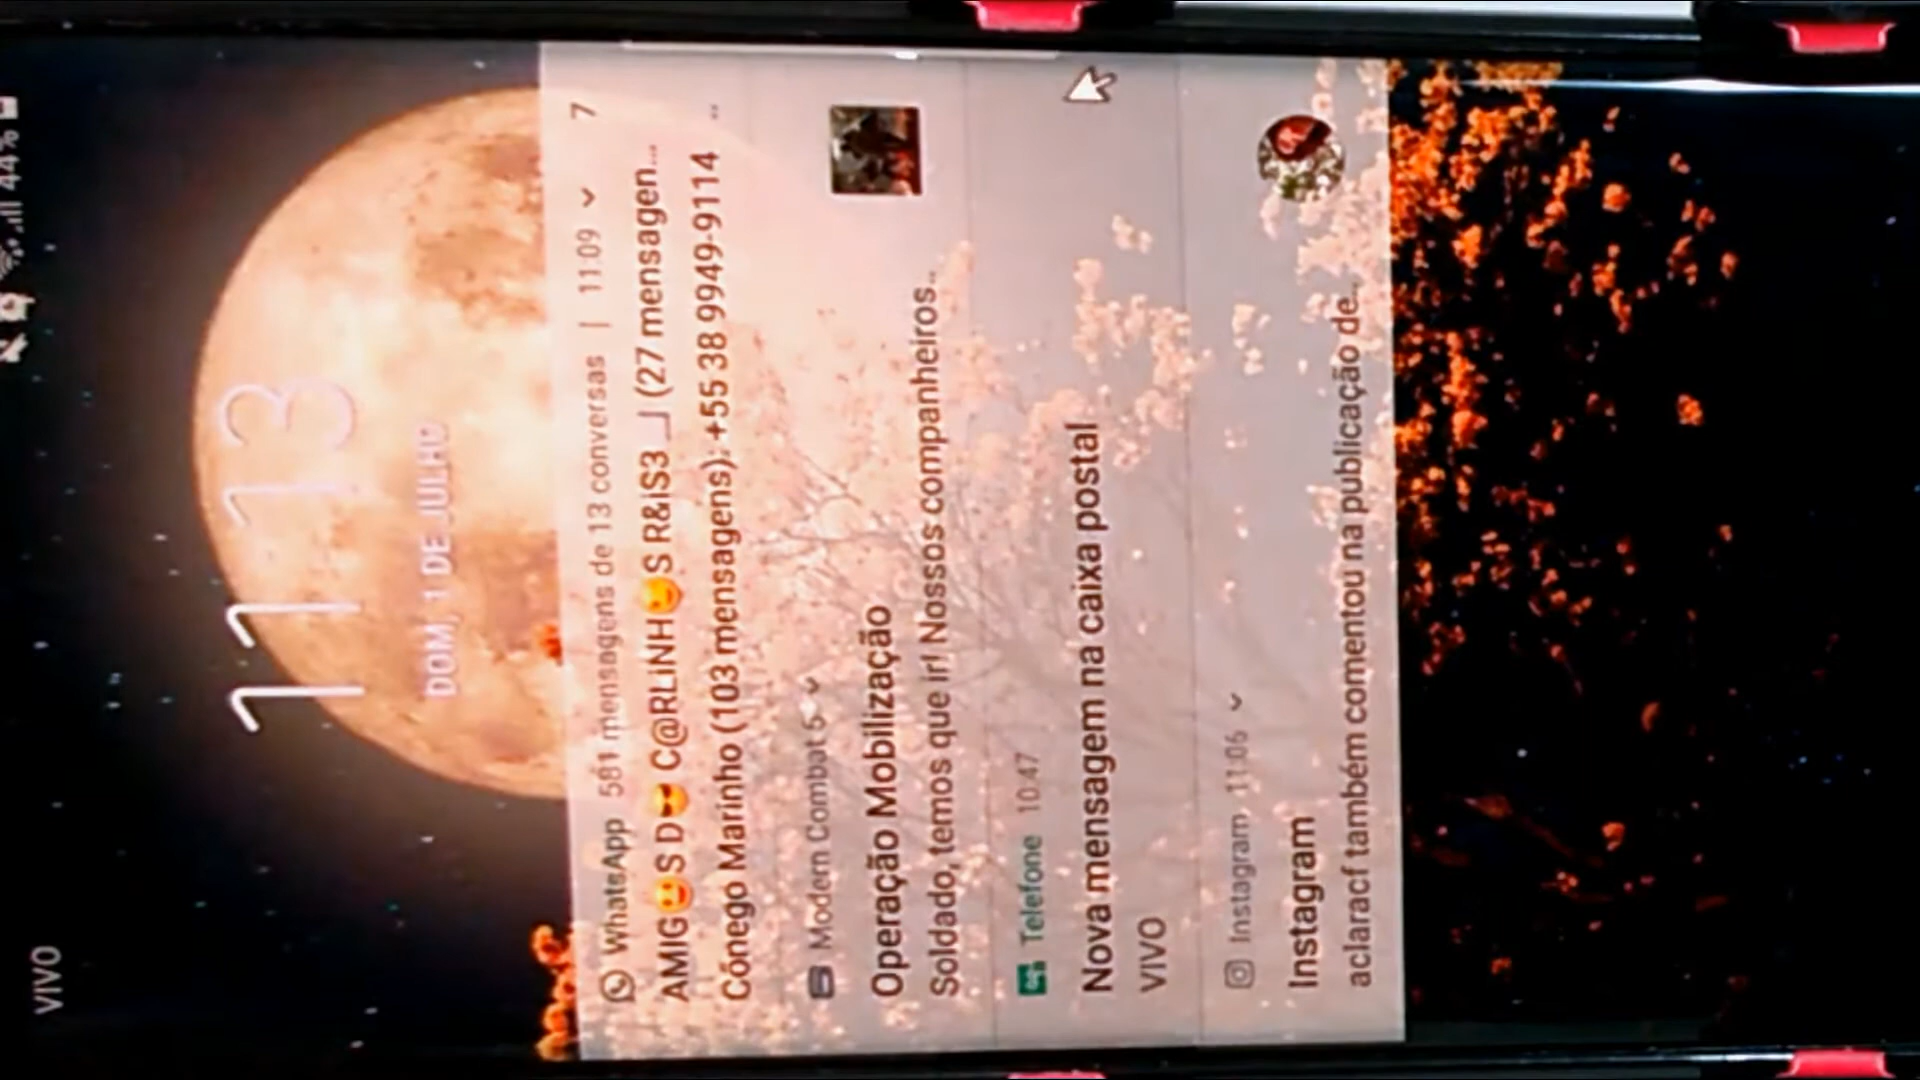 VIVO
44%
11:13
DOM, 1 DE JULHO
WhatsApp 581 mensagens de 13 conversas | 11:09
7
AMIG😃S D😎 C@RLINH😃S R&iS3 ┘ (27 mensagen...
Cônego Marinho (103 mensagens): +55 38 9949-9114 ..
Modern Combat 5
Operação Mobilização
Soldado, temos que ir! Nossos companheiros..
Telefone 10:47
Nova mensagem na caixa postal
VIVO
Instagram 11:06
Instagram
aclaracf também comentou na publicação de..